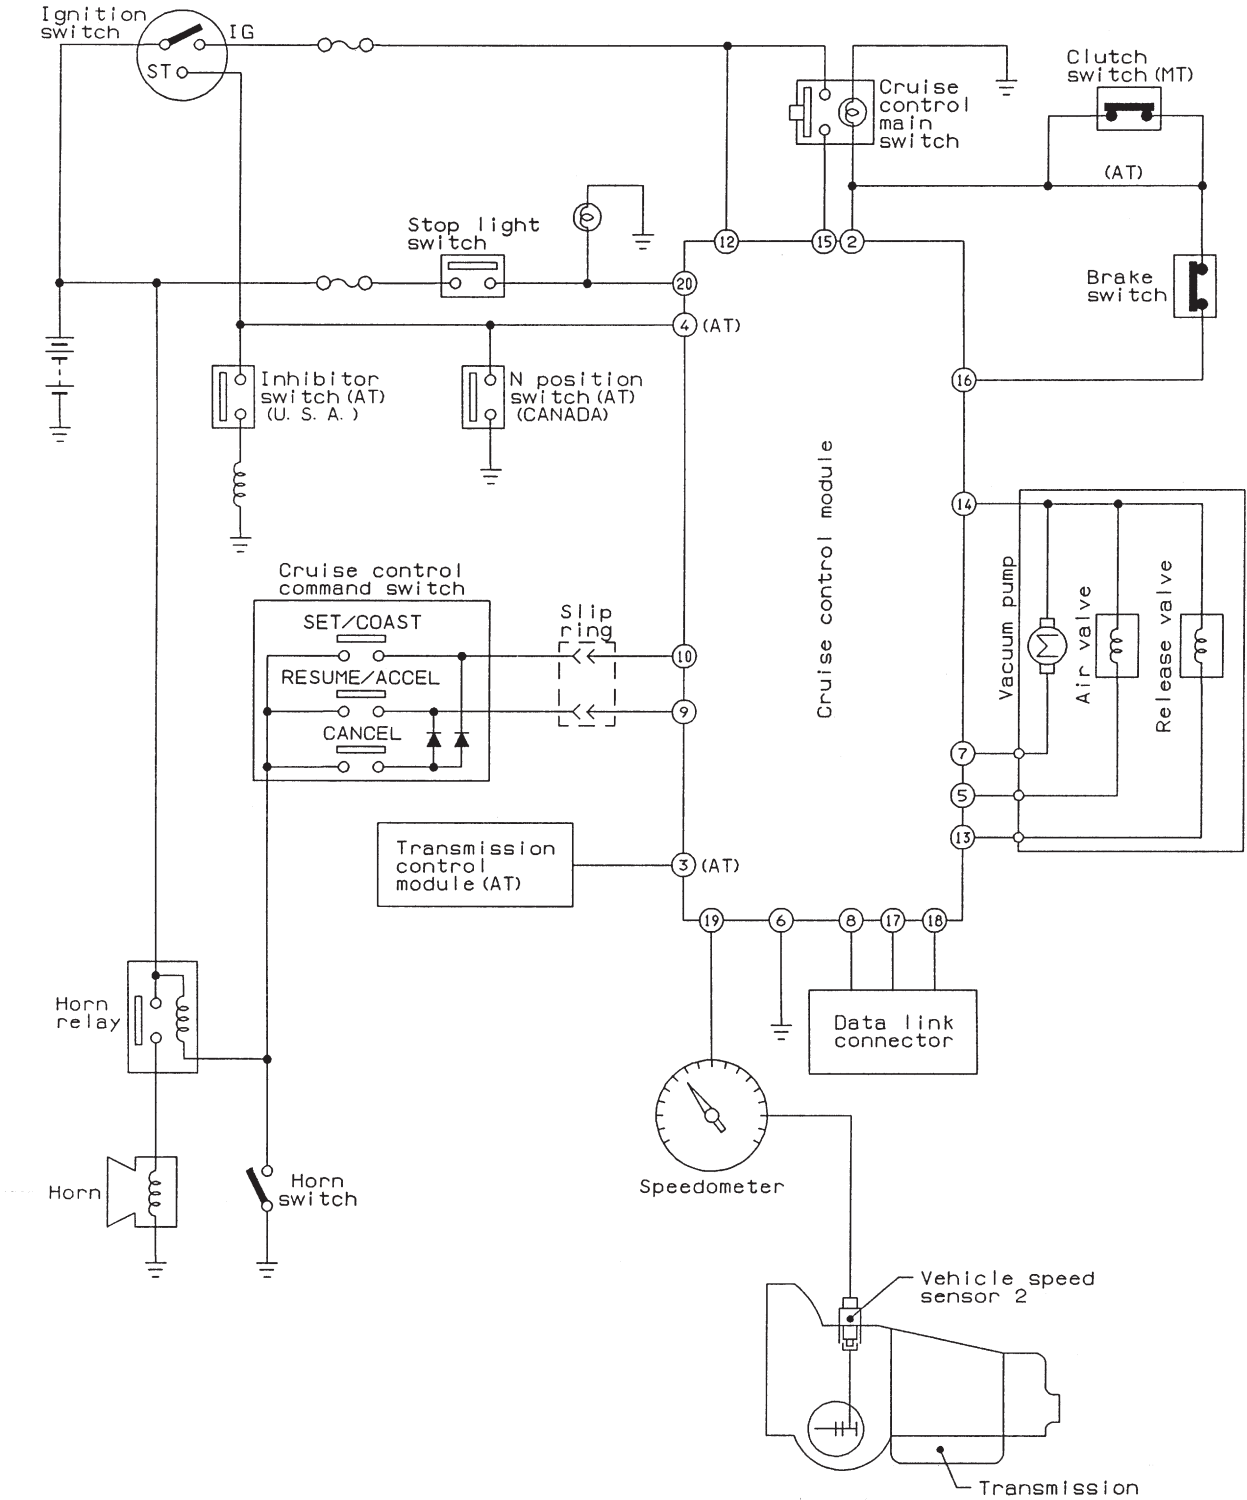 Ignition
switch
IG
ST
Clutch
switch (MT)
Cruise
control
main
switch
(AT)
Stop light
switch
12
15
2
Brake
switch
20
4
(AT)
16
Inhibitor
switch (AT)
(U. S. A. )
N position
switch (AT)
(CANADA)
Cruise control module
14
Cruise control
command switch
SET/COAST
RESUME/ACCEL
CANCEL
Slip
ring
10
9
Vacuum pump
Air valve
Release valve
7
5
13
Transmission
control
module (AT)
3
(AT)
19
6
8
17
18
Horn
relay
Data link
connector
Horn
Horn
switch
Speedometer
Vehicle speed
sensor 2
Transmission